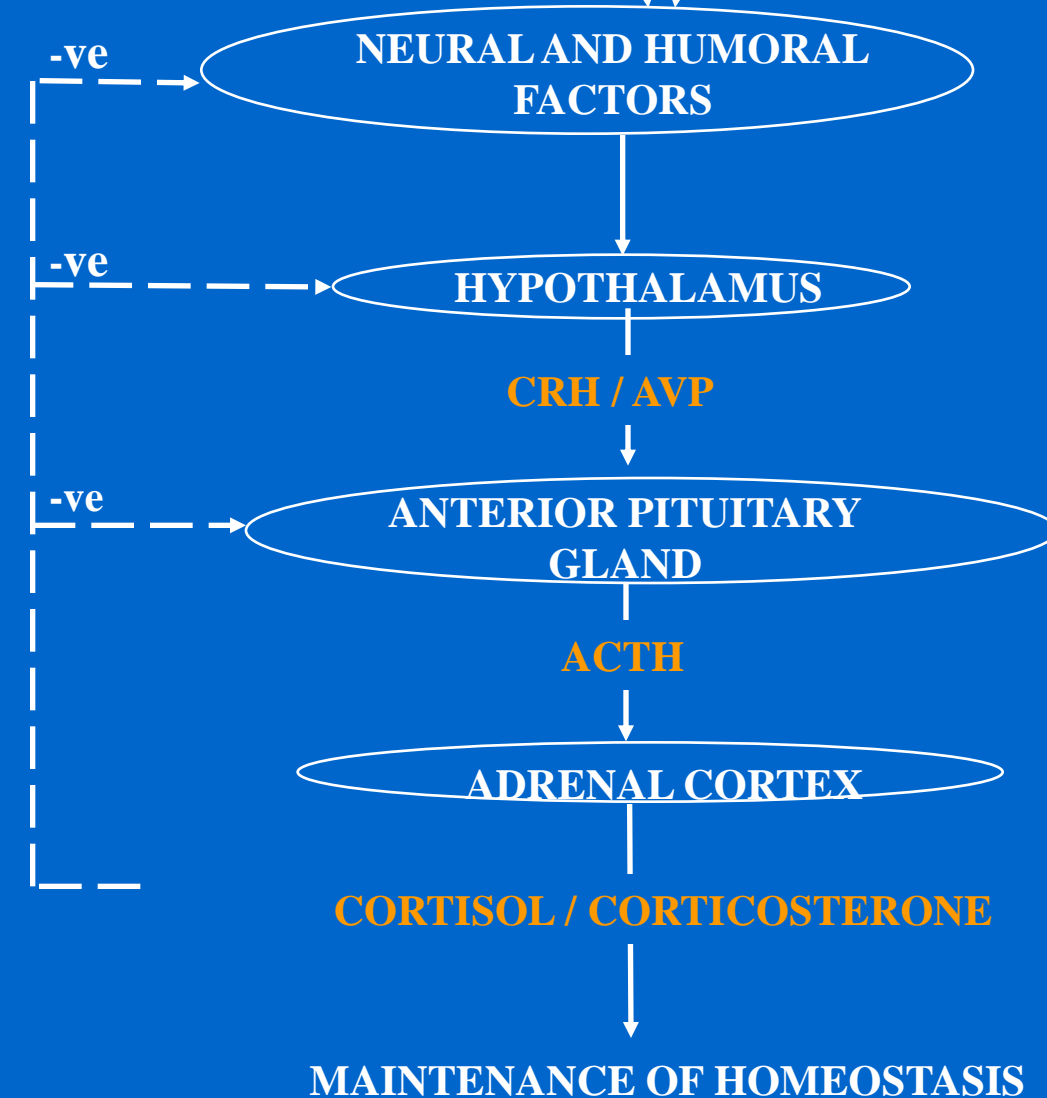 -ve
NEURAL AND HUMORAL
FACTORS
-ve
HYPOTHALAMUS
CRH / AVP
-ve
ANTERIOR PITUITARY
GLAND
ACTH
ADRENAL CORTEX
CORTISOL / CORTICOSTERONE
MAINTENANCE OF HOMEOSTASIS